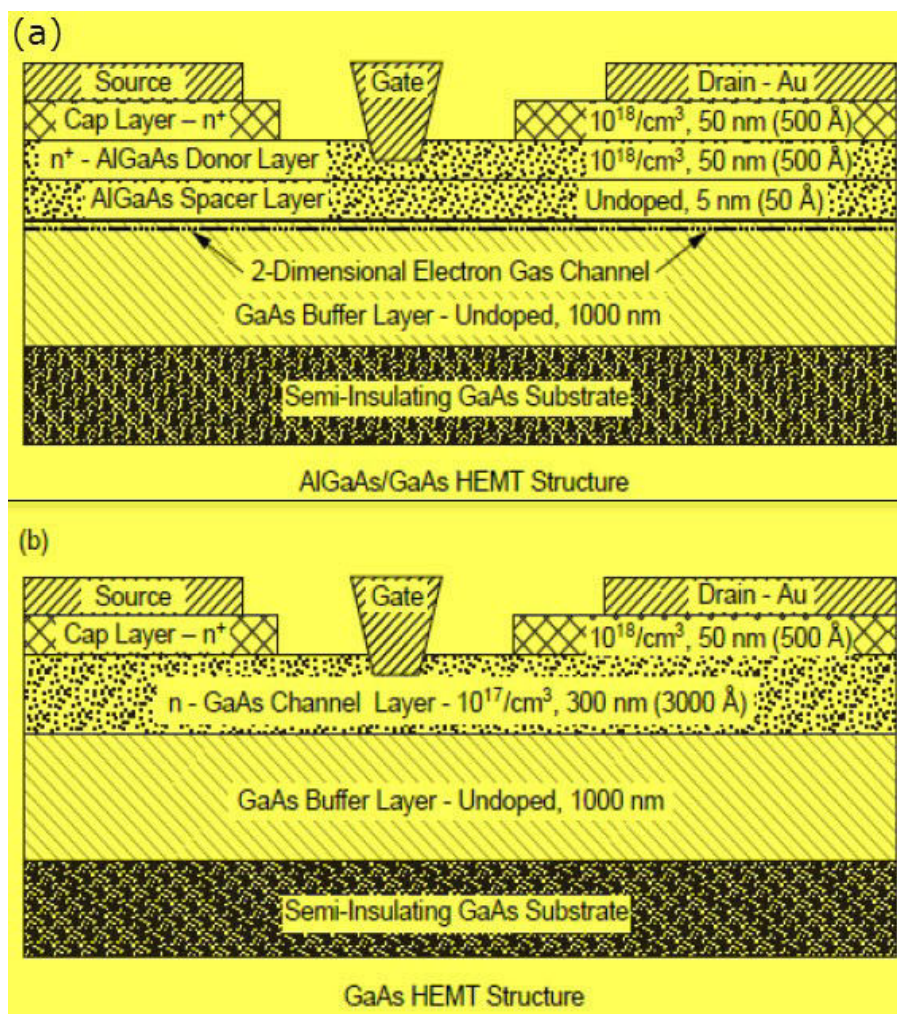 (a)
Source Gate Drain - Au
Cap Layer – n⁺ 10¹⁸/cm³, 50 nm (500 Å)
n⁺ - AlGaAs Donor Layer 10¹⁸/cm³, 50 nm (500 Å)
AlGaAs Spacer Layer Undoped, 5 nm (50 Å)
2-Dimensional Electron Gas Channel
GaAs Buffer Layer - Undoped, 1000 nm
Semi-Insulating GaAs Substrate
AlGaAs/GaAs HEMT Structure
(b)
Source Gate Drain - Au
Cap Layer – n⁺ 10¹⁸/cm³, 50 nm (500 Å)
n - GaAs Channel Layer - 10¹⁷/cm³, 300 nm (3000 Å)
GaAs Buffer Layer - Undoped, 1000 nm
Semi-Insulating GaAs Substrate
GaAs HEMT Structure